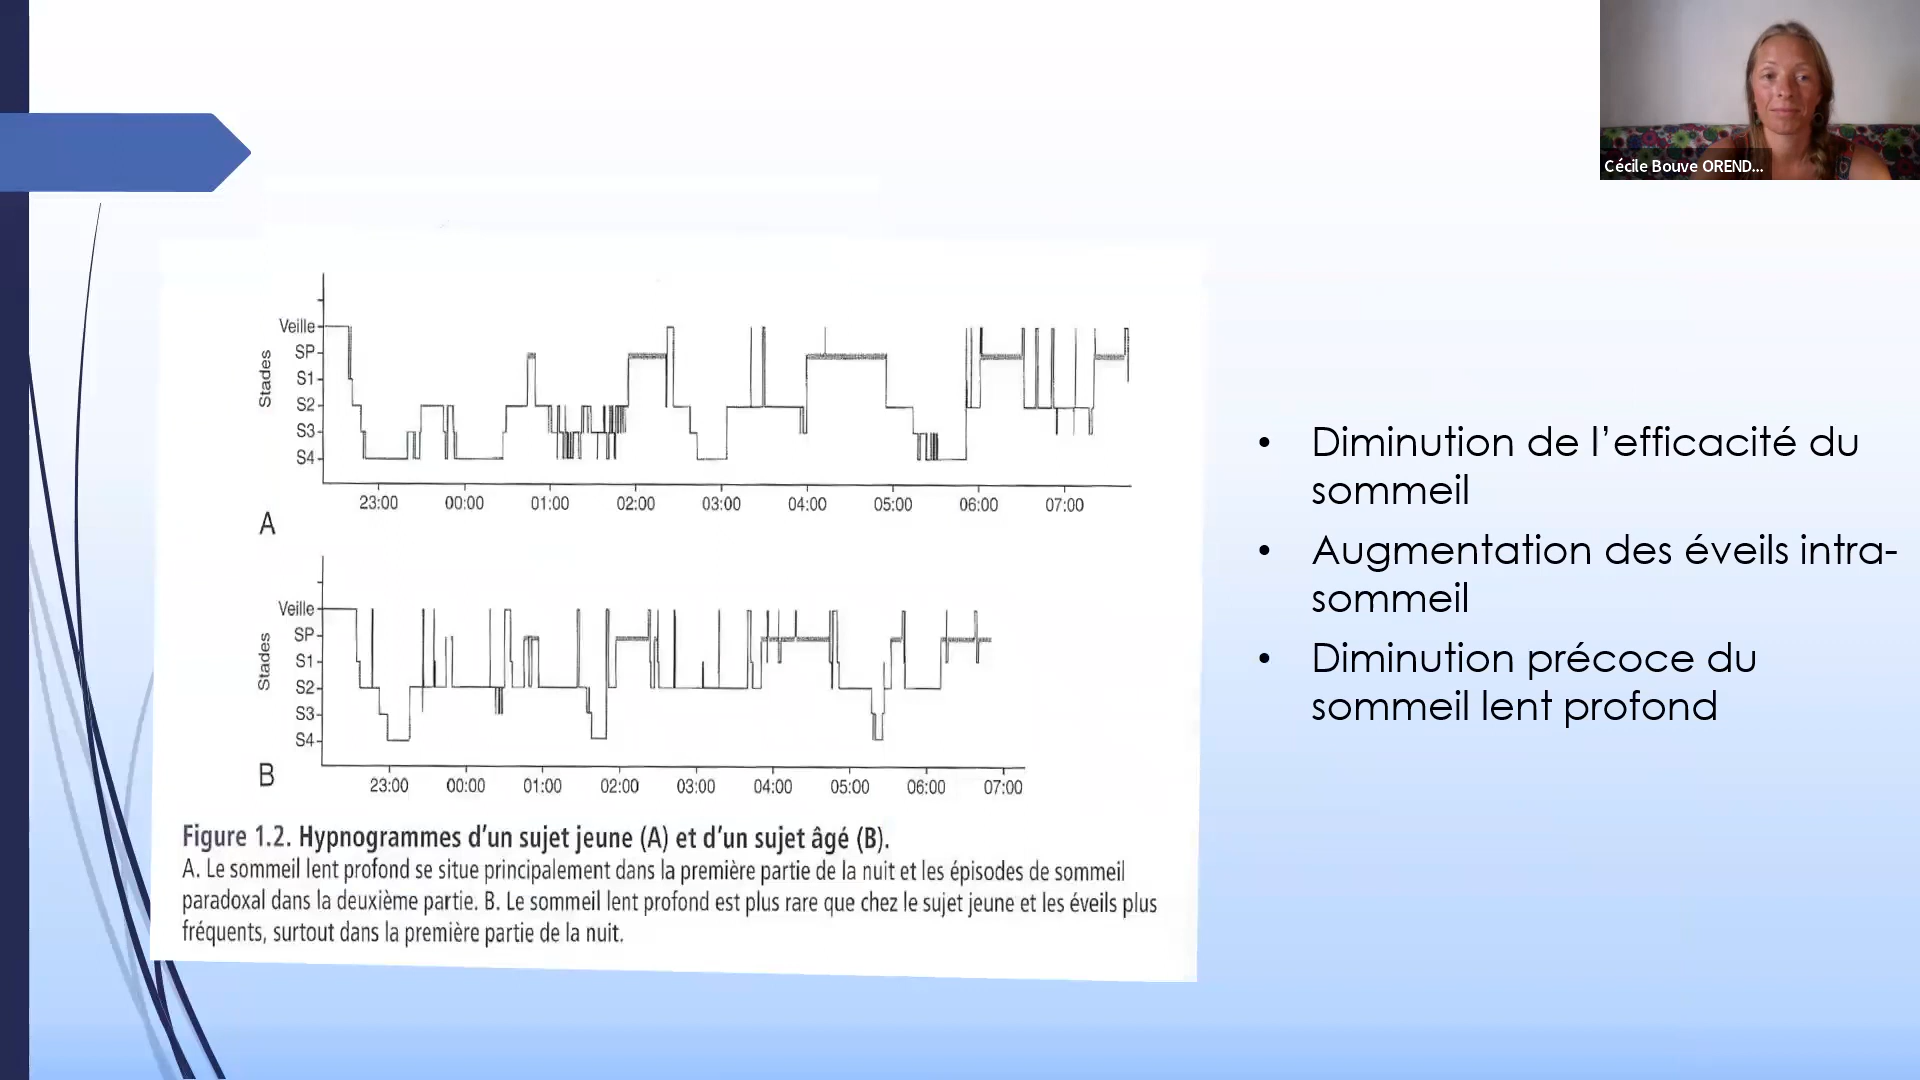 Cécile Bouve OREND...
Stades
Veille
SP
S1
S2
S3
S4
23:00 00:00 01:00 02:00 03:00 04:00 05:00 06:00 07:00
A
Stades
Veille
SP
S1
S2
S3
S4
23:00 00:00 01:00 02:00 03:00 04:00 05:00 06:00 07:00
B
Figure 1.2. Hypnogrammes d'un sujet jeune (A) et d'un sujet âgé (B).
A. Le sommeil lent profond se situe principalement dans la première partie de la nuit et les épisodes de sommeil
paradoxal dans la deuxième partie. B. Le sommeil lent profond est plus rare que chez le sujet jeune et les éveils plus
fréquents, surtout dans la première partie de la nuit.
• Diminution de l’efficacité du
sommeil
• Augmentation des éveils intra-
sommeil
• Diminution précoce du
sommeil lent profond